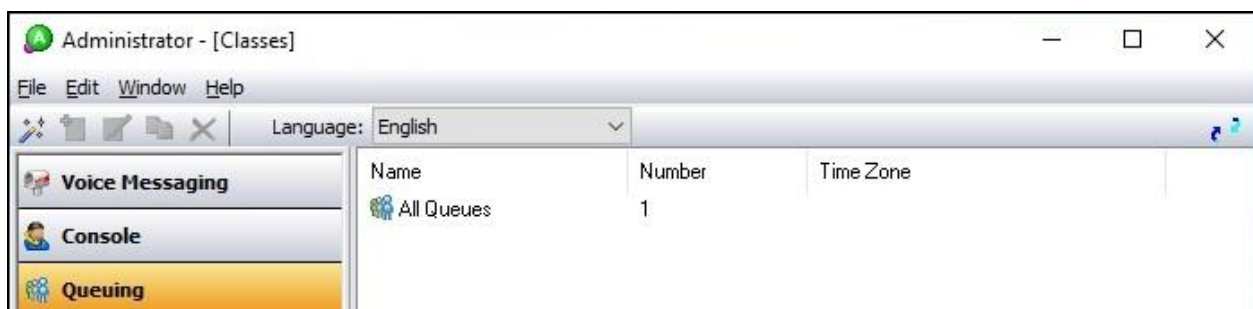 Administrator - [Classes]
File Edit Window Help
Language: English
Voice Messaging
Console
Queuing
Name Number Time Zone
All Queues 1